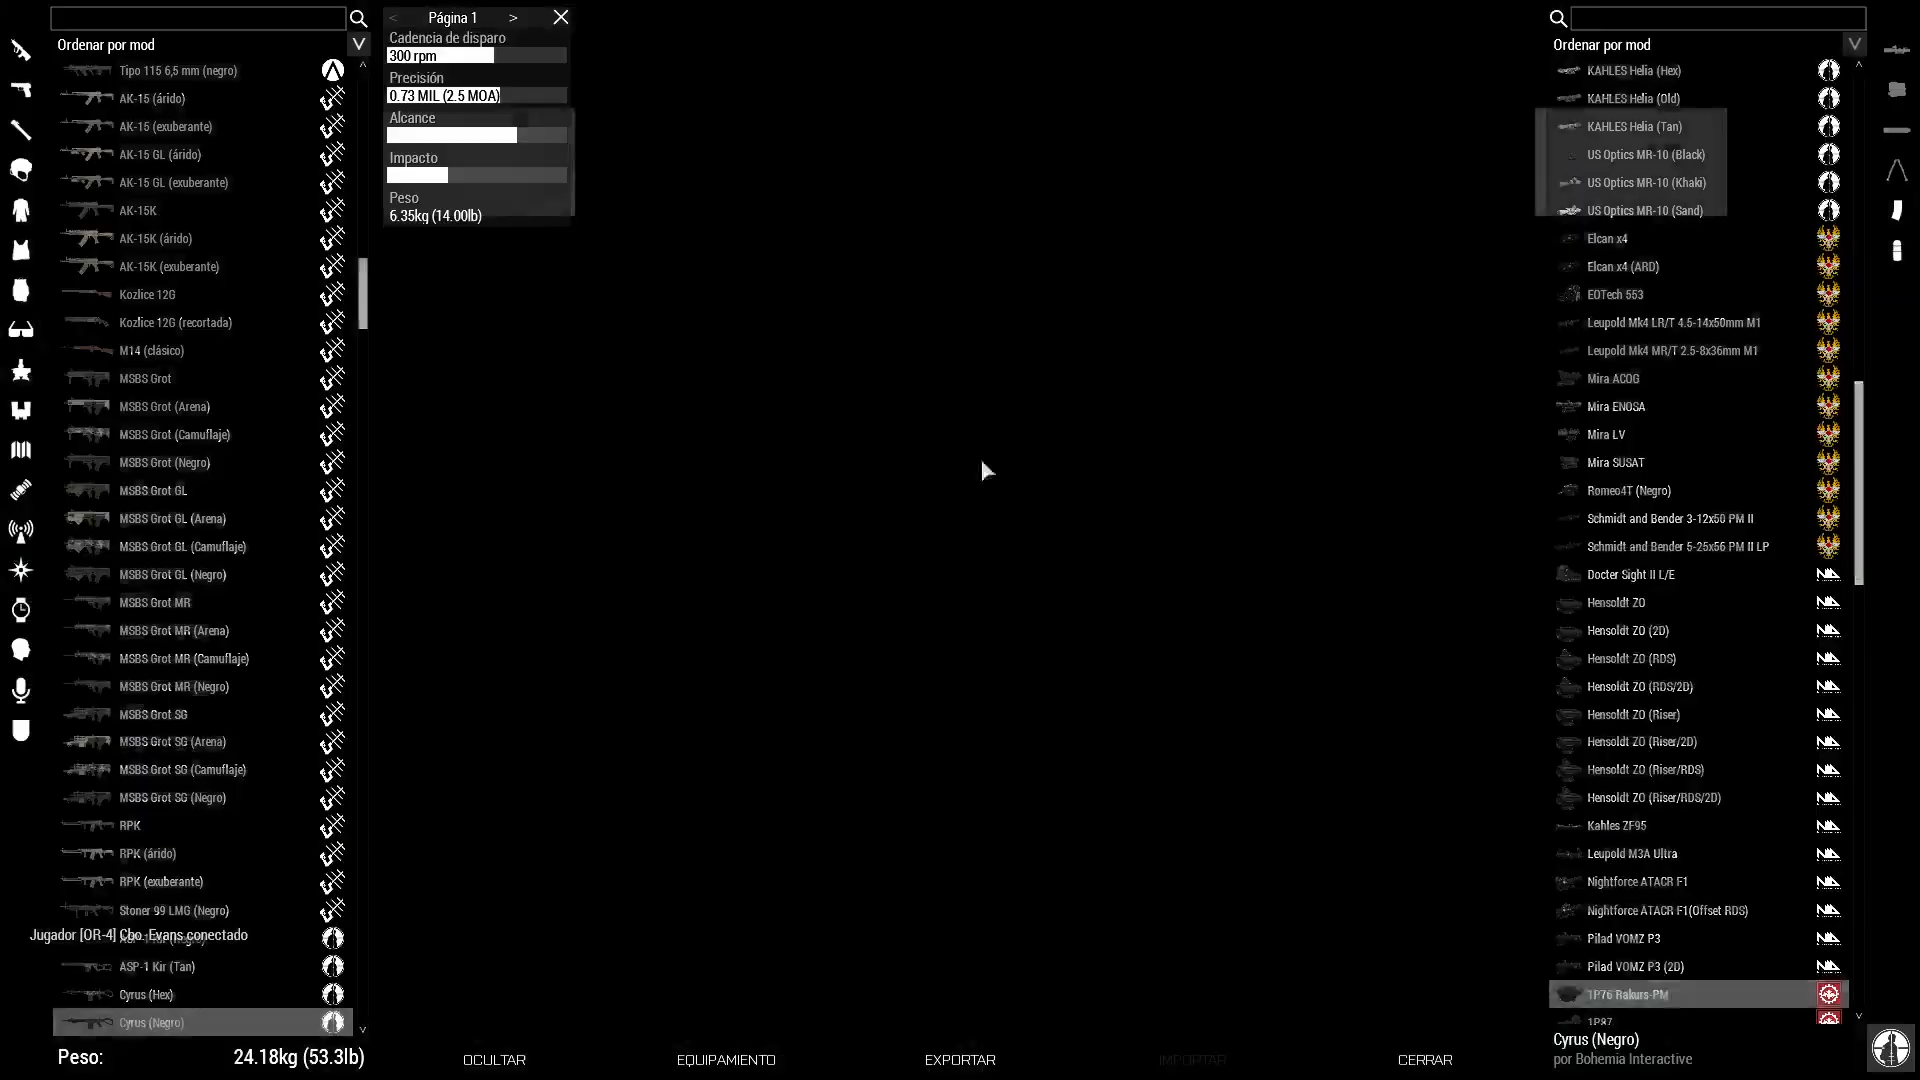 Ordenar por mod
V
Tipo 115 6,5 mm (negro)
AK-15 (árido)
AK-15 (exuberante)
AK-15 GL (árido)
AK-15 GL (exuberante)
AK-15K
AK-15K (árido)
AK-15K (exuberante)
Kozlice 12G
Kozlice 12G (recortada)
M14 (clásico)
MSBS Grot
MSBS Grot (Arena)
MSBS Grot (Camuflaje)
MSBS Grot (Negro)
MSBS Grot GL
MSBS Grot GL (Arena)
MSBS Grot GL (Camuflaje)
MSBS Grot GL (Negro)
MSBS Grot MR
MSBS Grot MR (Arena)
MSBS Grot MR (Camuflaje)
MSBS Grot MR (Negro)
MSBS Grot SG
MSBS Grot SG (Arena)
MSBS Grot SG (Camuflaje)
MSBS Grot SG (Negro)
RPK
RPK (árido)
RPK (exuberante)
Stoner 99 LMG (Negro)
Jugador [OR-4] Cbo. Evans conectado
ASP-1 Kir (Tan)
Cyrus (Hex)
Cyrus (Negro)
Peso: 24.18kg (53.3lb)
< Página 1 >
Cadencia de disparo
300 rpm
Precisión
0.73 MIL (2.5 MOA)
Alcance
Impacto
Peso
6.35kg (14.00lb)
OCULTAR
EQUIPAMIENTO
EXPORTAR
IMPORTAR
CERRAR
Ordenar por mod
V
KAHLES Helia (Hex)
KAHLES Helia (Old)
KAHLES Helia (Tan)
US Optics MR-10 (Black)
US Optics MR-10 (Khaki)
US Optics MR-10 (Sand)
Elcan x4
Elcan x4 (ARD)
EOTech 553
Leupold Mk4 LR/T 4.5-14x50mm M1
Leupold Mk4 MR/T 2.5-8x36mm M1
Mira ACOG
Mira ENOSA
Mira LV
Mira SUSAT
Romeo4T (Negro)
Schmidt and Bender 3-12x50 PM II
Schmidt and Bender 5-25x56 PM II LP
Docter Sight II L/E
Hensoldt ZO
Hensoldt ZO (2D)
Hensoldt ZO (RDS)
Hensoldt ZO (RDS/2D)
Hensoldt ZO (Riser)
Hensoldt ZO (Riser/2D)
Hensoldt ZO (Riser/RDS)
Hensoldt ZO (Riser/RDS/2D)
Kahles ZF95
Leupold M3A Ultra
Nightforce ATACR F1
Nightforce ATACR F1(Offset RDS)
Pilad VOMZ P3
Pilad VOMZ P3 (2D)
1P76 Rakurs-PM
1P87
Cyrus (Negro)
por Bohemia Interactive